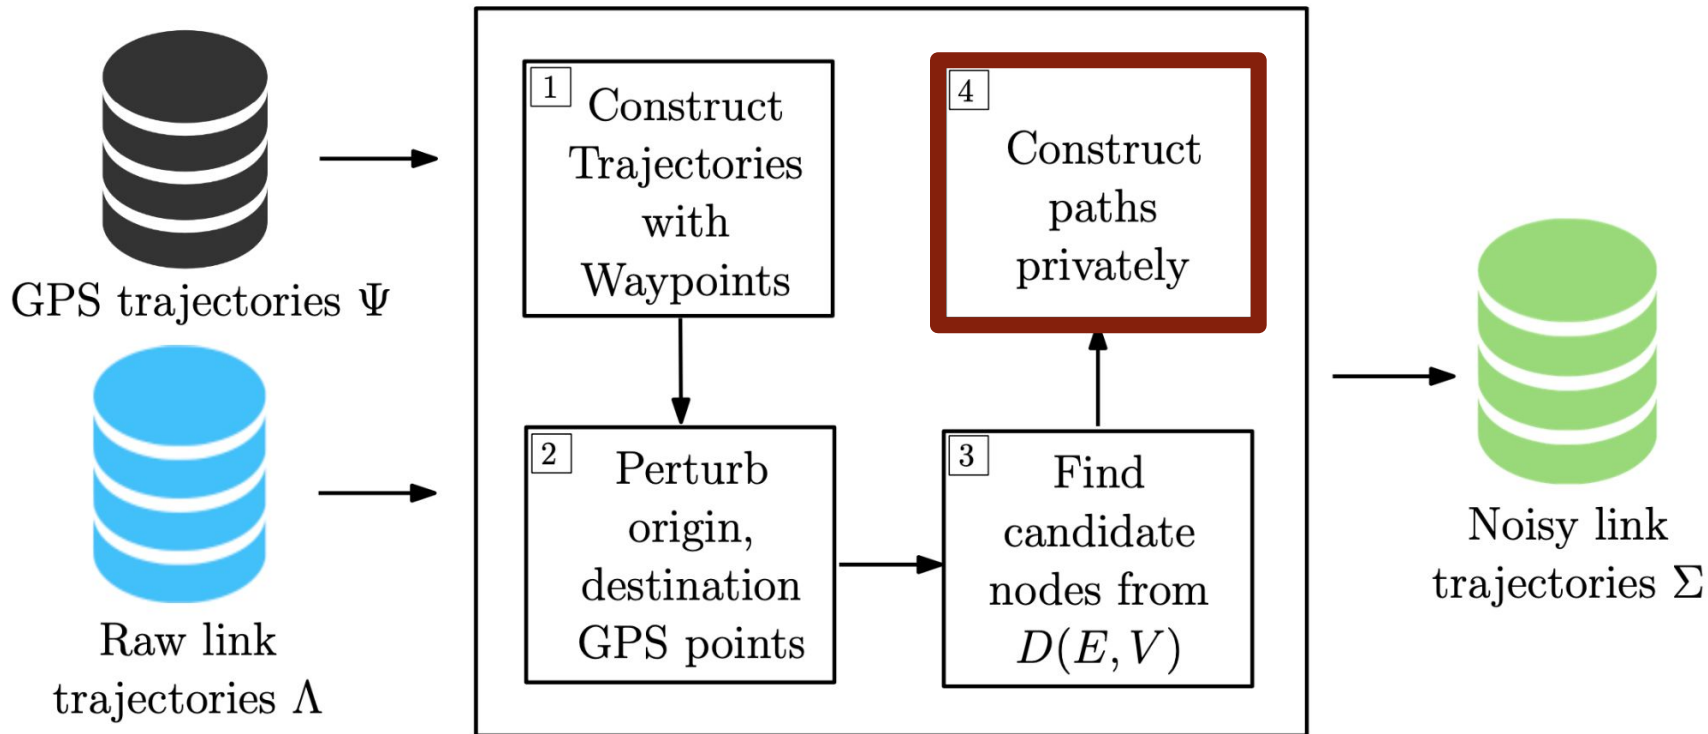 GPS trajectories Ψ
Raw link
trajectories Λ
1
Construct
Trajectories
with
Waypoints
2
Perturb
origin,
destination
GPS points
3
Find
candidate
nodes from
D(E, V)
4
Construct
paths
privately
Noisy link
trajectories Σ